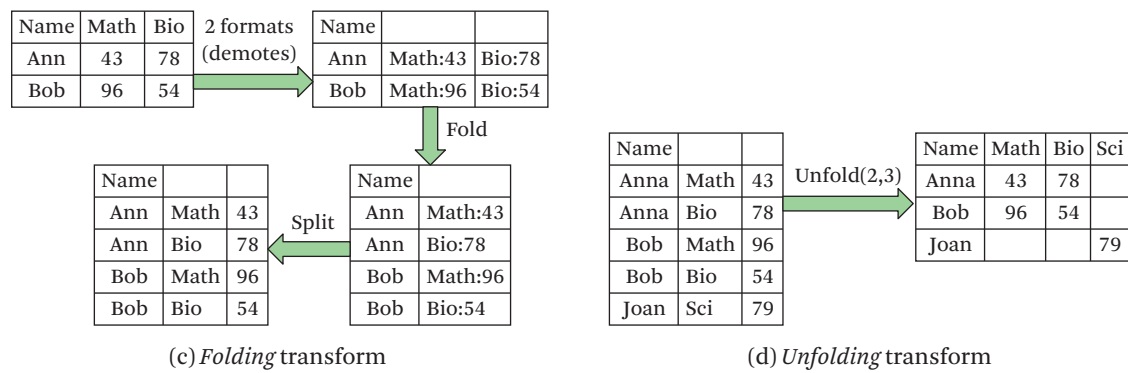 Name Math Bio
Ann 43 78
Bob 96 54
2 formats
(demotes)
Name
Ann Math:43 Bio:78
Bob Math:96 Bio:54
Fold
Name
Ann Math:43
Ann Bio:78
Bob Math:96
Bob Bio:54
Split
Name
Ann Math 43
Ann Bio 78
Bob Math 96
Bob Bio 54
(c) Folding transform
Name
Anna Math 43
Anna Bio 78
Bob Math 96
Bob Bio 54
Joan Sci 79
Unfold(2,3)
Name Math Bio Sci
Anna 43 78
Bob 96 54
Joan 79
(d) Unfolding transform